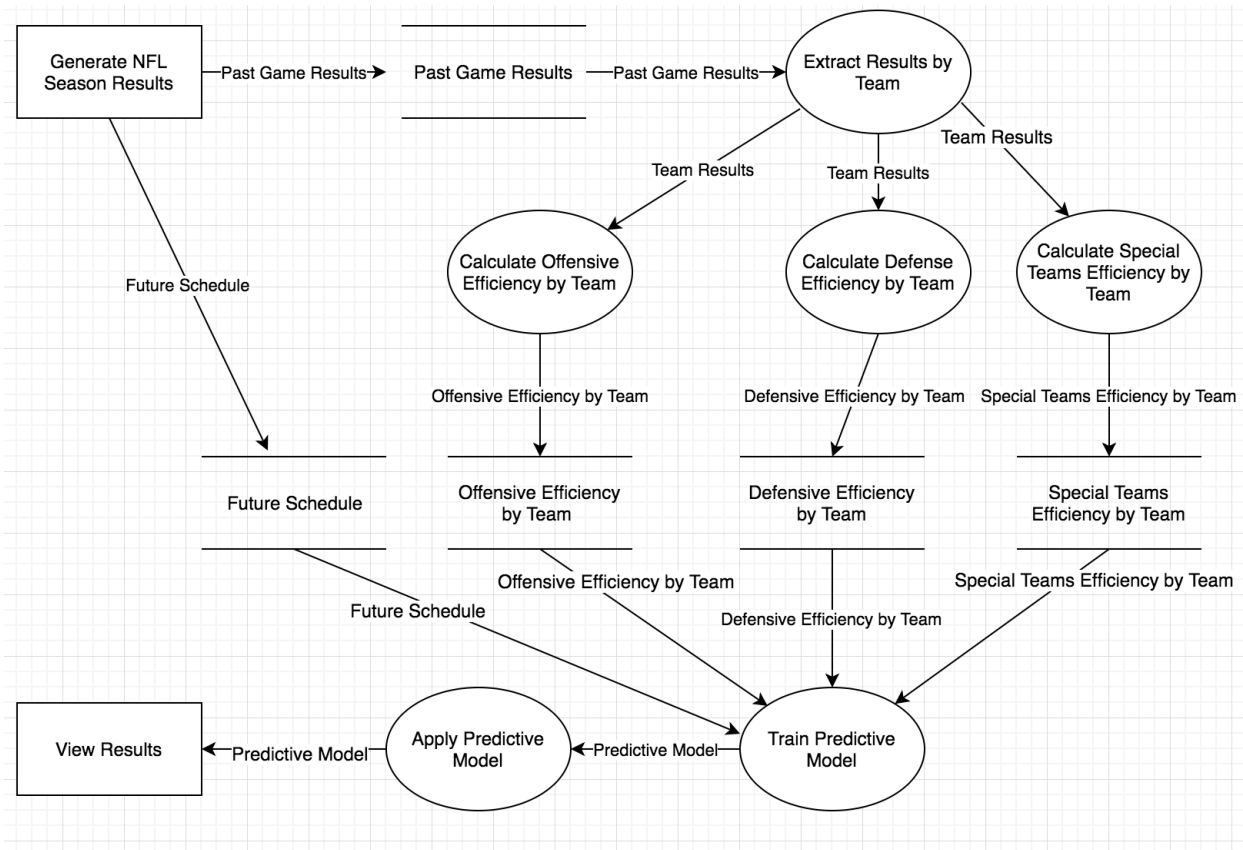 Generate NFL
Season Results
Past Game Results
Past Game Results
Past Game Results
Extract Results by
Team
Team Results
Team Results
Team Results
Calculate Offensive
Efficiency by Team
Calculate Defense
Efficiency by Team
Calculate Special
Teams Efficiency by
Team
Future Schedule
Offensive Efficiency by Team
Defensive Efficiency by Team
Special Teams Efficiency by Team
Future Schedule
Offensive Efficiency
by Team
Defensive Efficiency
by Team
Special Teams
Efficiency by Team
Offensive Efficiency by Team
Special Teams Efficiency by Team
Future Schedule
Defensive Efficiency by Team
View Results
Predictive Model
Apply Predictive
Model
Predictive Model
Train Predictive
Model